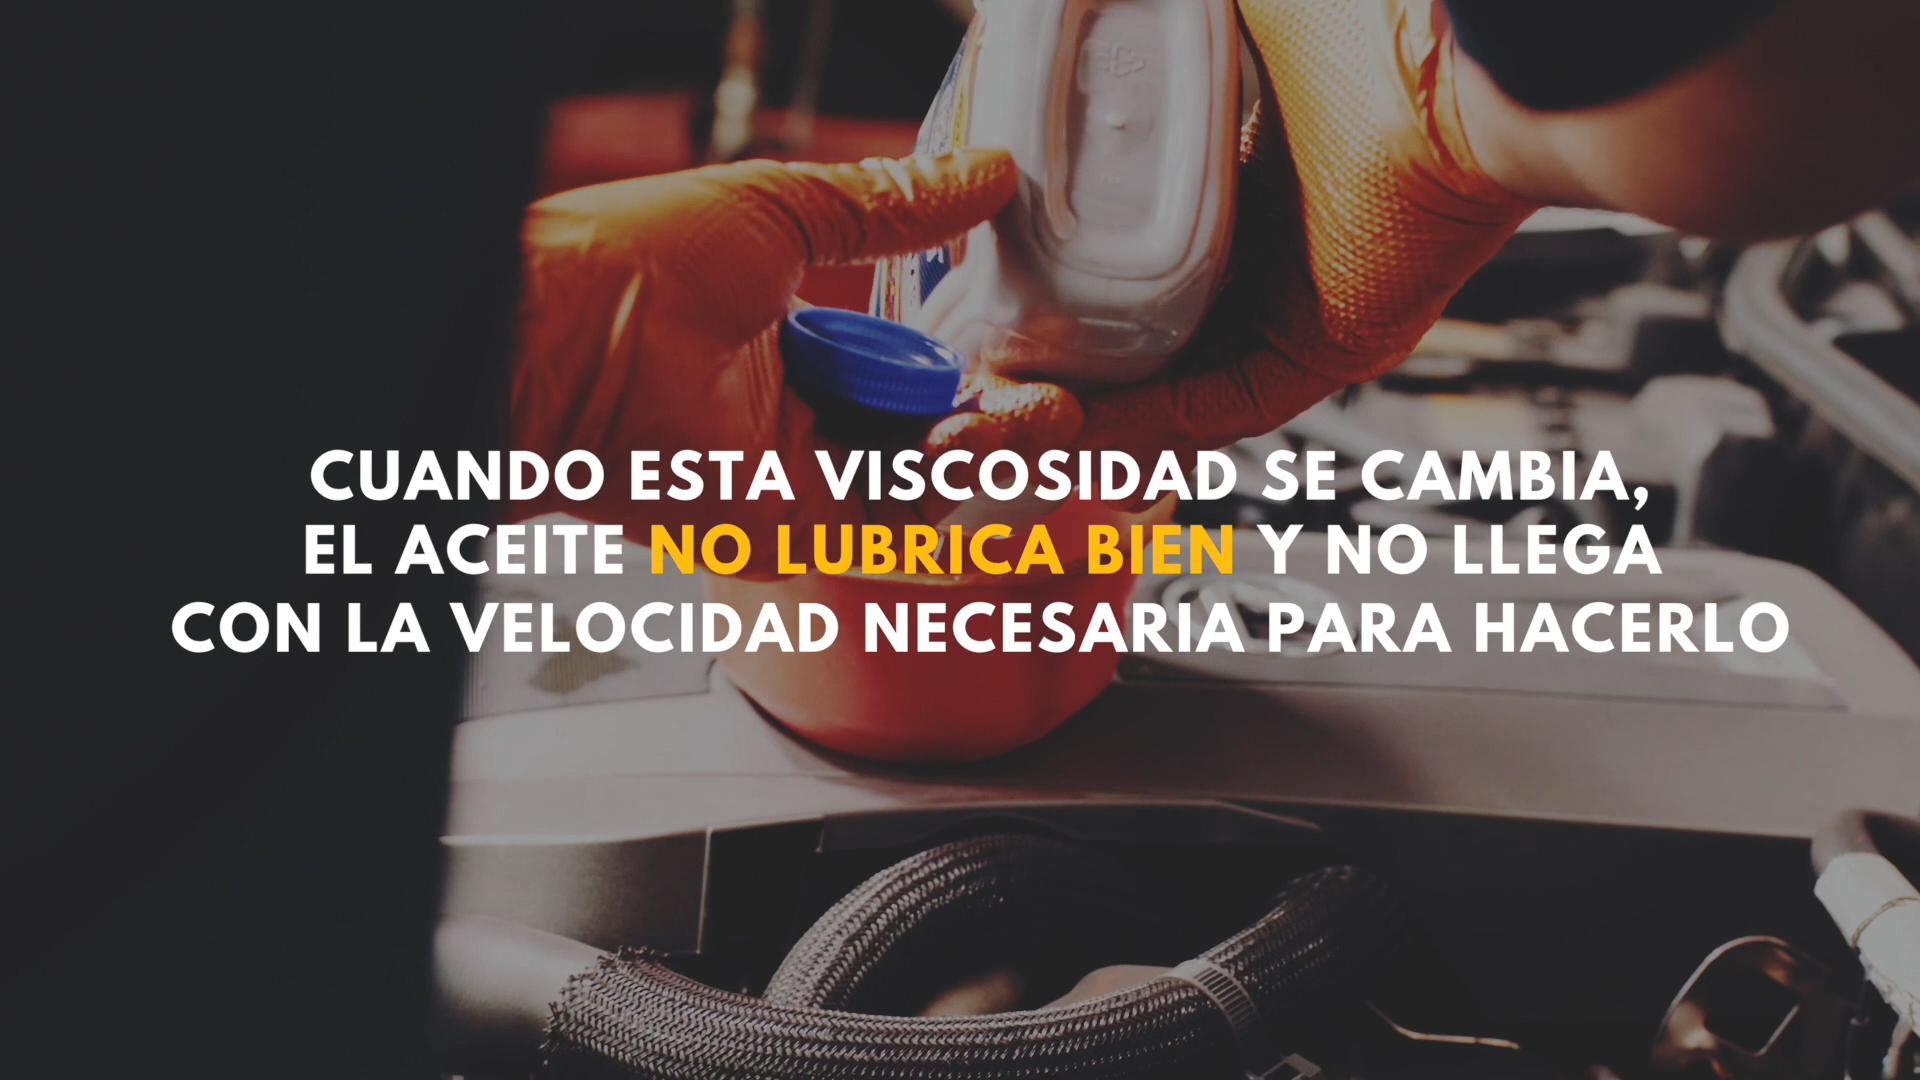 CUANDO ESTA VISCOSIDAD SE CAMBIA,
EL ACEITE NO LUBRICA BIEN Y NO LLEGA
CON LA VELOCIDAD NECESARIA PARA HACERLO